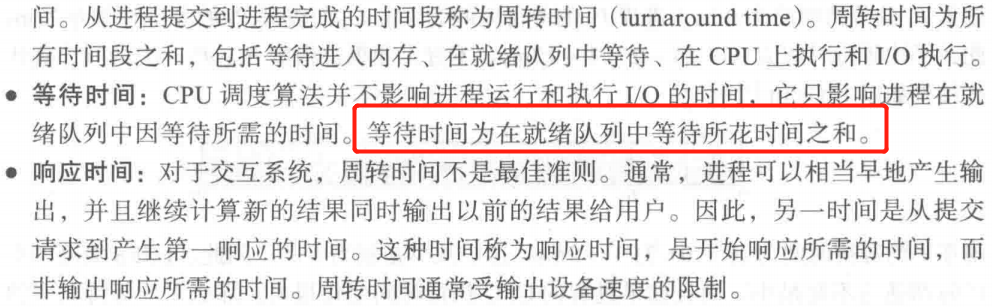 间。从进程提交到进程完成的时间段称为周转时间（turnaround time）。周转时间为所
有时间段之和，包括等待进入内存、在就绪队列中等待、在 CPU 上执行和 I/O 执行。
● 等待时间：CPU 调度算法并不影响进程运行和执行 I/O 的时间，它只影响进程在就
绪队列中因等待所需的时间。等待时间为在就绪队列中等待所花时间之和。
● 响应时间：对于交互系统，周转时间不是最佳准则。通常，进程可以相当早地产生输
出，并且继续计算新的结果同时输出以前的结果给用户。因此，另一时间是从提交
请求到产生第一响应的时间。这种时间称为响应时间，是开始响应所需的时间，而
非输出响应所需的时间。周转时间通常受输出设备速度的限制。